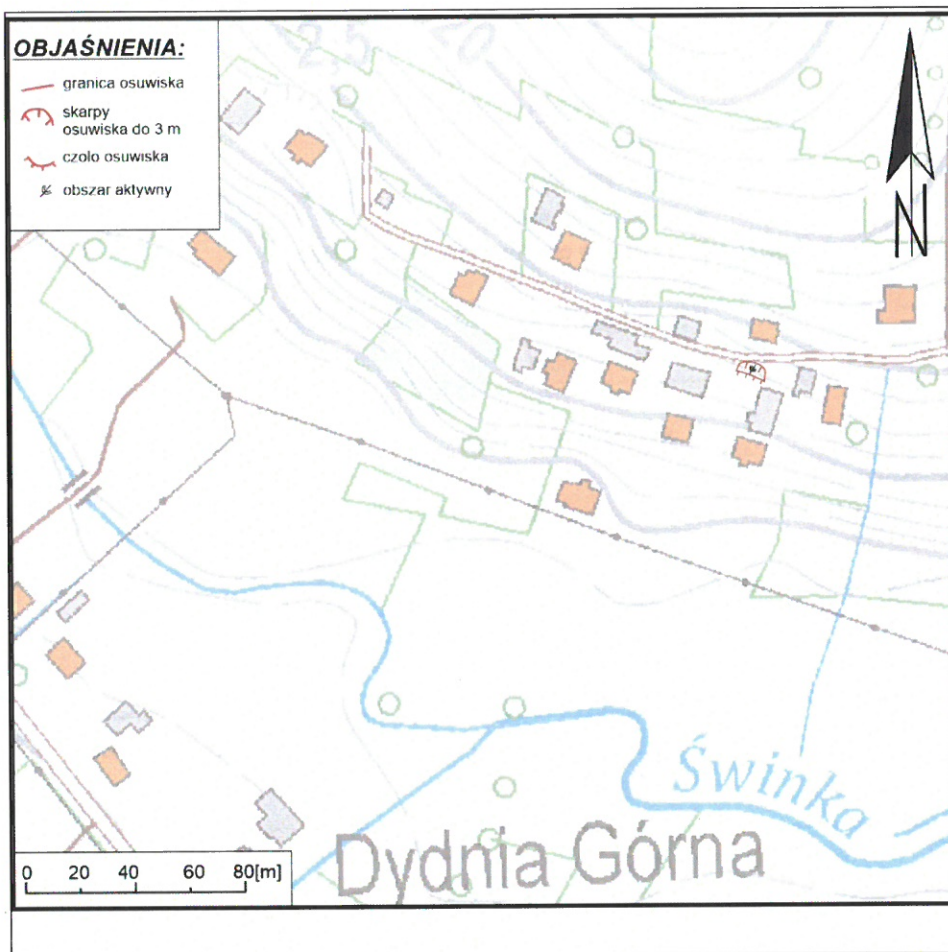 OBJAŚNIENIA:
granica osuwiska
skarpy
osuwiska do 3 m
czoło osuwiska
obszar aktywny
N
Świnka
Dydnia Górna
0 20 40 60 80[m]